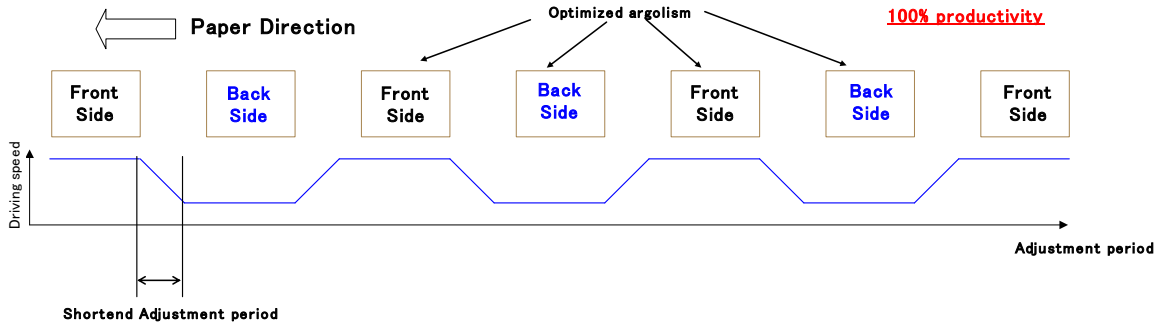 Optimized argolism
100% productivity
Paper Direction
Front
Side
Back
Side
Front
Side
Back
Side
Front
Side
Back
Side
Front
Side
Driving speed
Adjustment period
Shortend Adjustment period